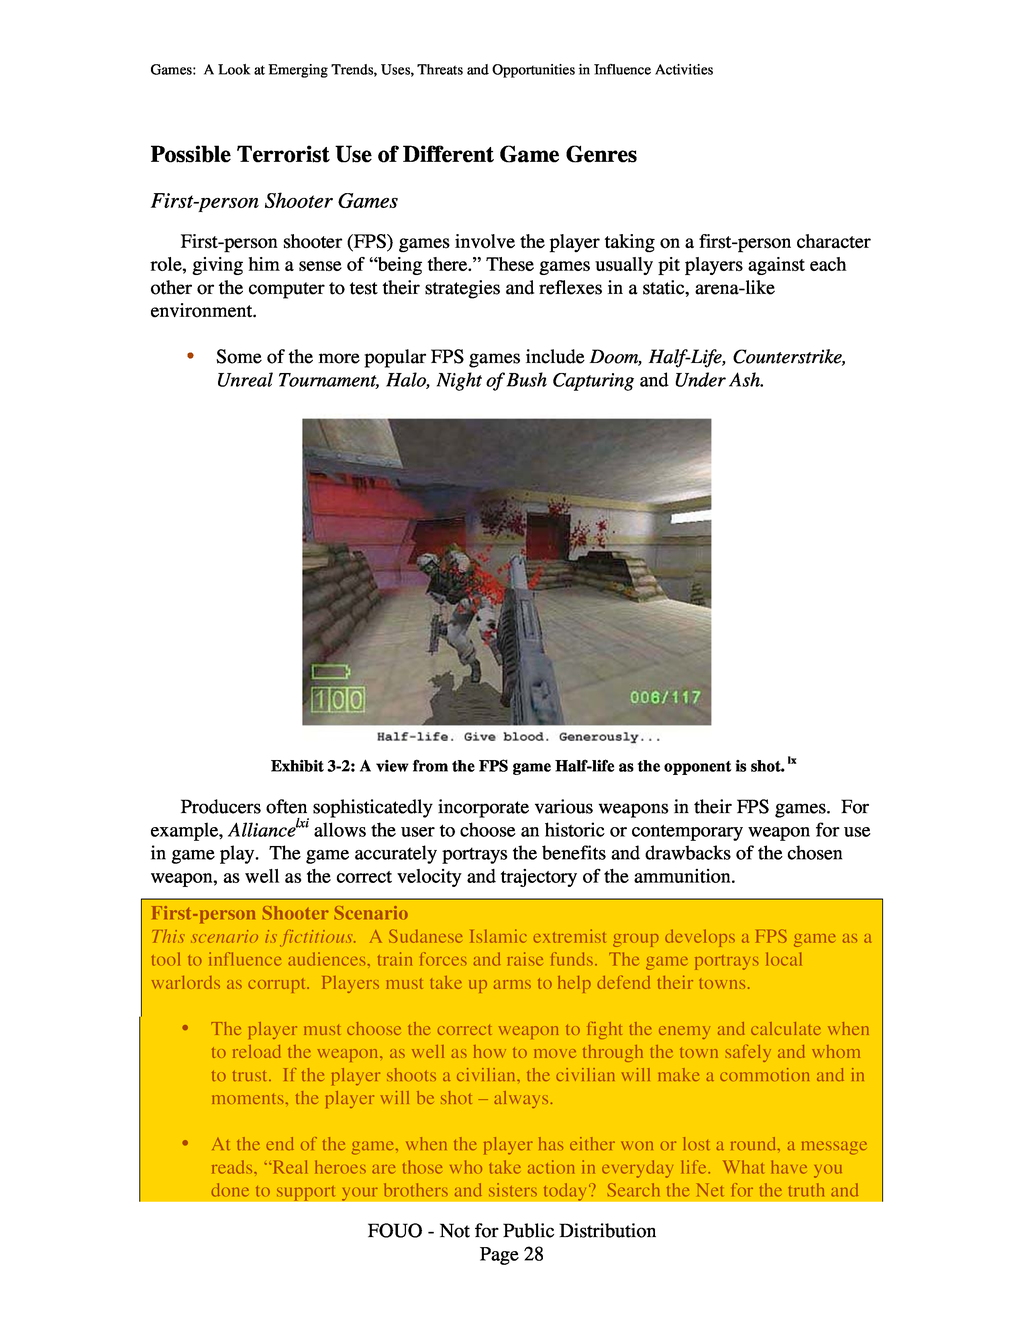 Games:  A Look at Emerging Trends, Uses, Threats and Opportunities in Influence Activities
Possible Terrorist Use of Different Game Genres
First-person Shooter Games
First-person shooter (FPS) games involve the player taking on a first-person character
role, giving him a sense of “being there.” These games usually pit players against each
other or the computer to test their strategies and reflexes in a static, arena-like
environment.
• Some of the more popular FPS games include Doom, Half-Life, Counterstrike,
Unreal Tournament, Halo, Night of Bush Capturing and Under Ash.
100
006/117
Half-life. Give blood. Generously...
Exhibit 3-2: A view from the FPS game Half-life as the opponent is shot. lx
Producers often sophisticatedly incorporate various weapons in their FPS games.  For
example, Alliancelxi allows the user to choose an historic or contemporary weapon for use
in game play.  The game accurately portrays the benefits and drawbacks of the chosen
weapon, as well as the correct velocity and trajectory of the ammunition.
First-person Shooter Scenario
This scenario is fictitious.  A Sudanese Islamic extremist group develops a FPS game as a
tool to influence audiences, train forces and raise funds.  The game portrays local
warlords as corrupt.  Players must take up arms to help defend their towns.
• The player must choose the correct weapon to fight the enemy and calculate when
to reload the weapon, as well as how to move through the town safely and whom
to trust.  If the player shoots a civilian, the civilian will make a commotion and in
moments, the player will be shot – always.
• At the end of the game, when the player has either won or lost a round, a message
reads, “Real heroes are those who take action in everyday life.  What have you
done to support your brothers and sisters today?  Search the Net for the truth and
FOUO - Not for Public Distribution
Page 28